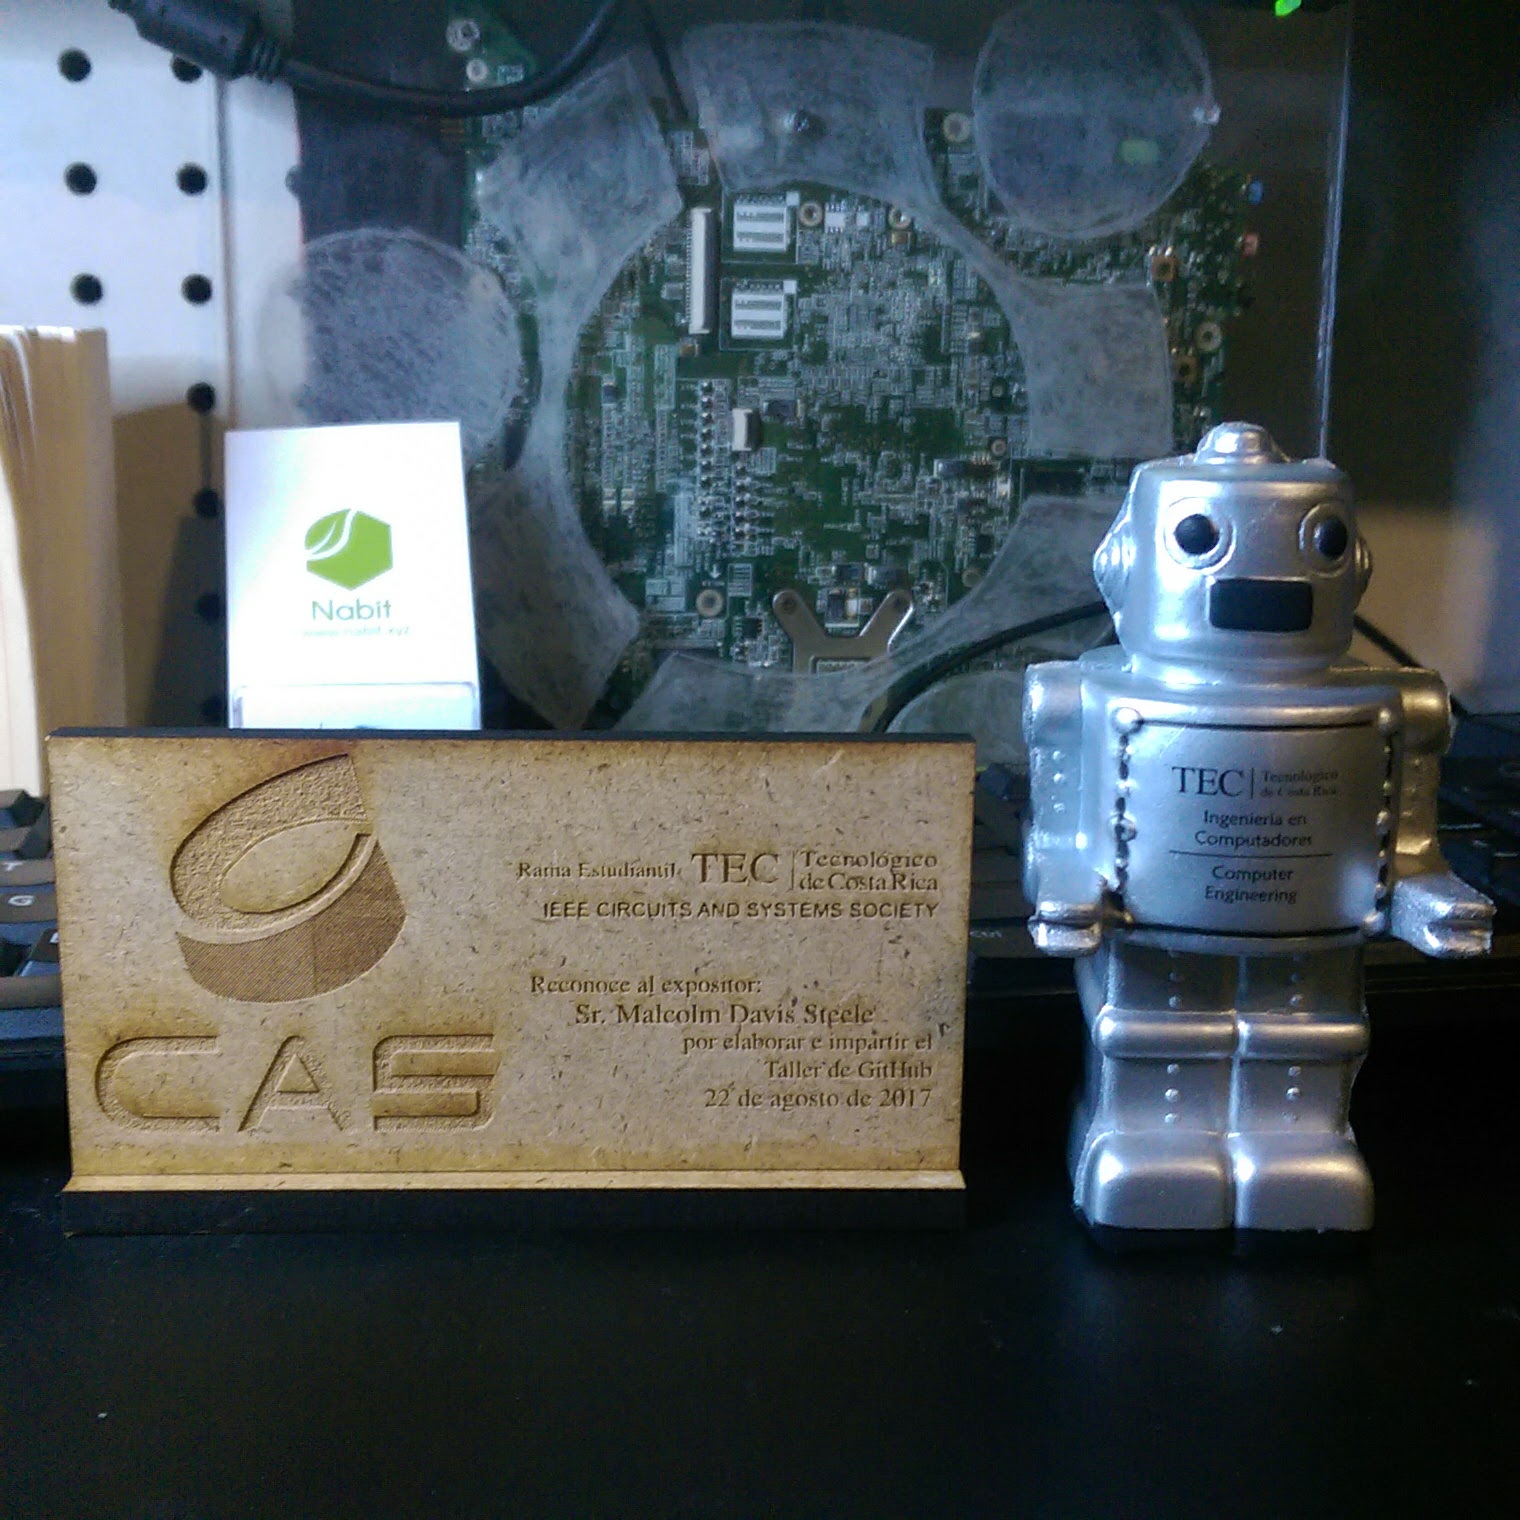 Nabit
www.nabit.xyz
CAS
Rama Estudiantil TEC | Tecnológico
de Costa Rica
IEEE CIRCUITS AND SYSTEMS SOCIETY
Reconoce al expositor:
Sr. Malcolm Davis Steele
por elaborar e impartir el
Taller de GitHub
22 de agosto de 2017
TEC | Tecnológico
de Costa Rica
Ingeniería en
Computadores
Computer
Engineering